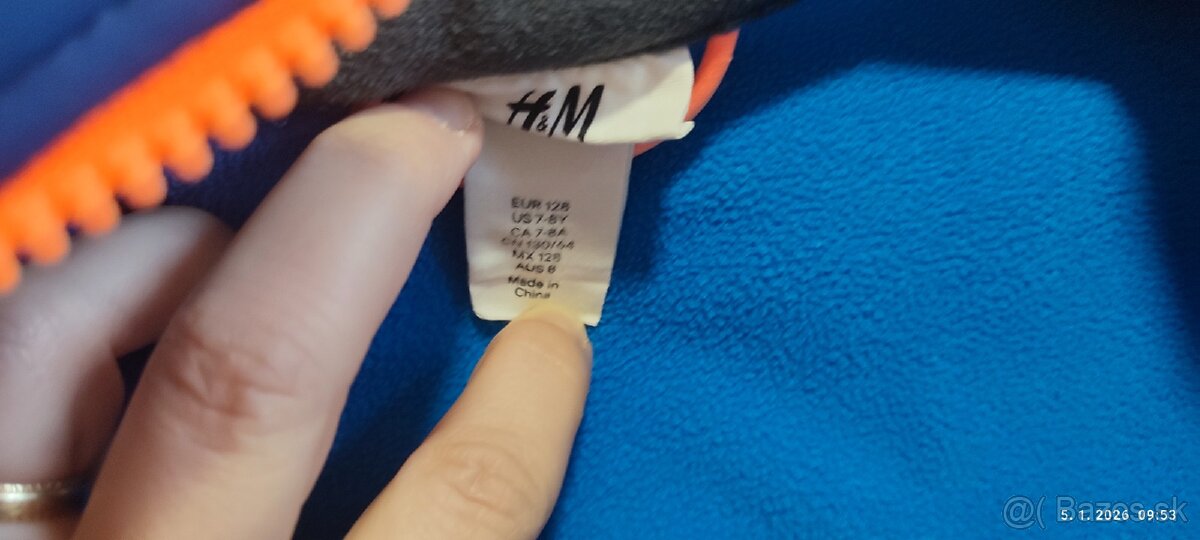 H&M
EUR 128
US 7-8Y
CA 7-8A
CN 130/64
MX 128
AUS 8
Made in
China
@( Bazos.sk
5. 1. 2026 09:53